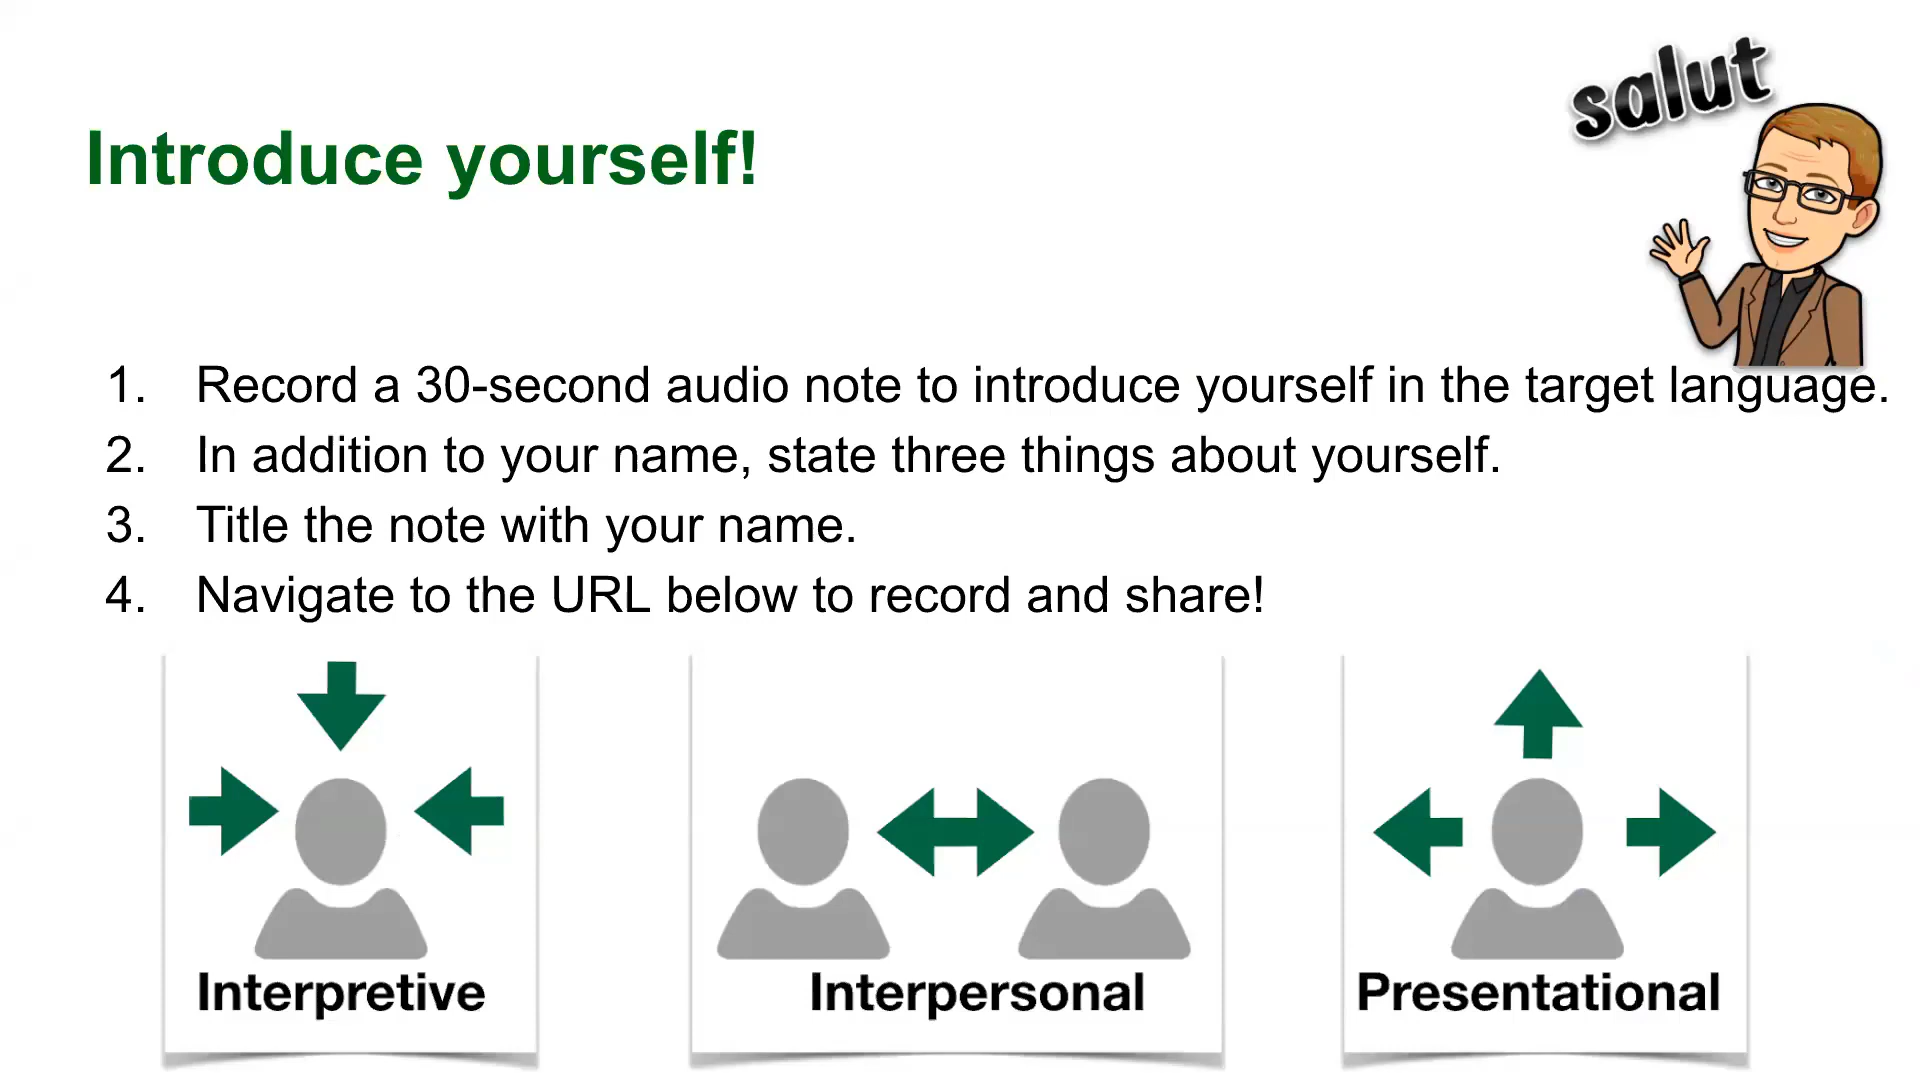 salut
Introduce yourself!
1. Record a 30-second audio note to introduce yourself in the target language.
2. In addition to your name, state three things about yourself.
3. Title the note with your name.
4. Navigate to the URL below to record and share!
Interpretive
Interpersonal
Presentational